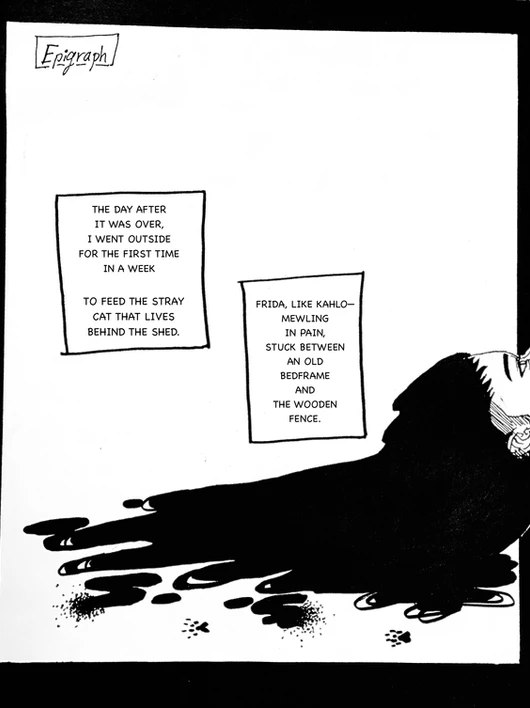 Epigraph
THE DAY AFTER
IT WAS OVER,
I WENT OUTSIDE
FOR THE FIRST TIME
IN A WEEK
TO FEED THE STRAY
CAT THAT LIVES
BEHIND THE SHED.
FRIDA, LIKE KAHLO—
MEWLING
IN PAIN,
STUCK BETWEEN
AN OLD
BEDFRAME
AND
THE WOODEN
FENCE.